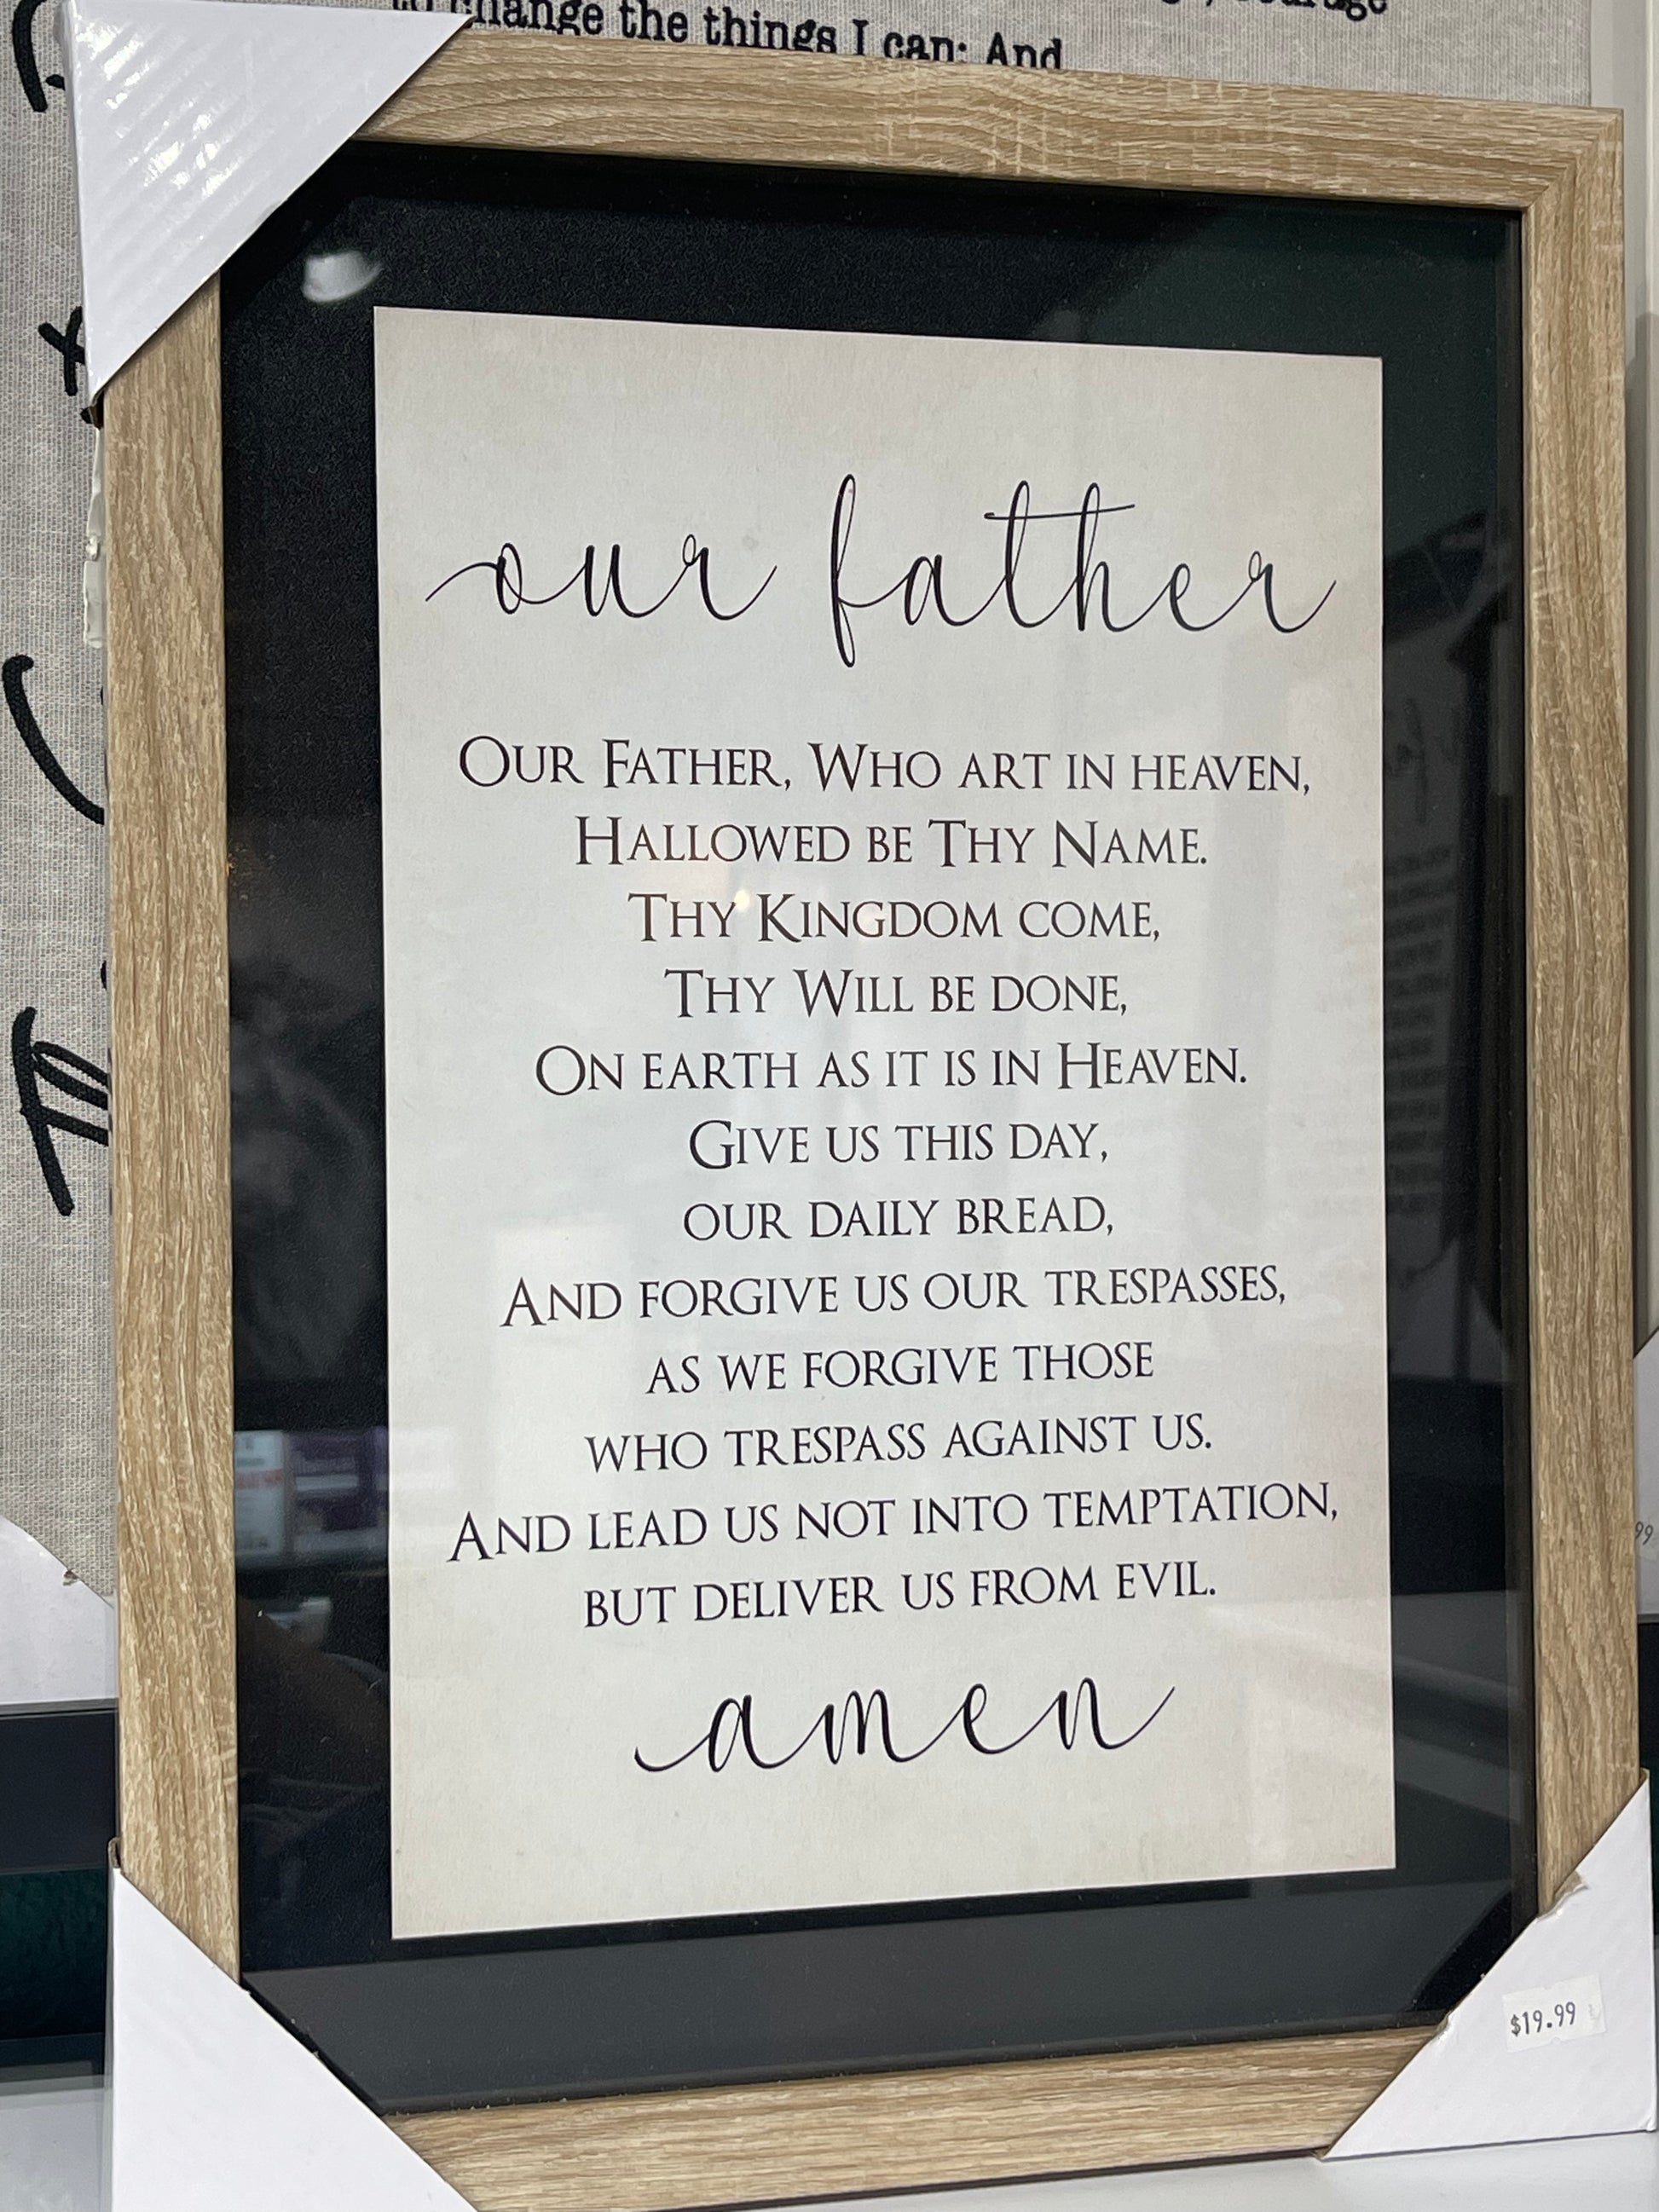 change the things I can; And
our father
Our Father, Who art in heaven,
Hallowed be Thy Name.
Thy Kingdom come,
Thy Will be done,
On earth as it is in Heaven.
Give us this day,
our daily bread,
And forgive us our trespasses,
as we forgive those
who trespass against us.
And lead us not into temptation,
but deliver us from evil.
amen
$19.99